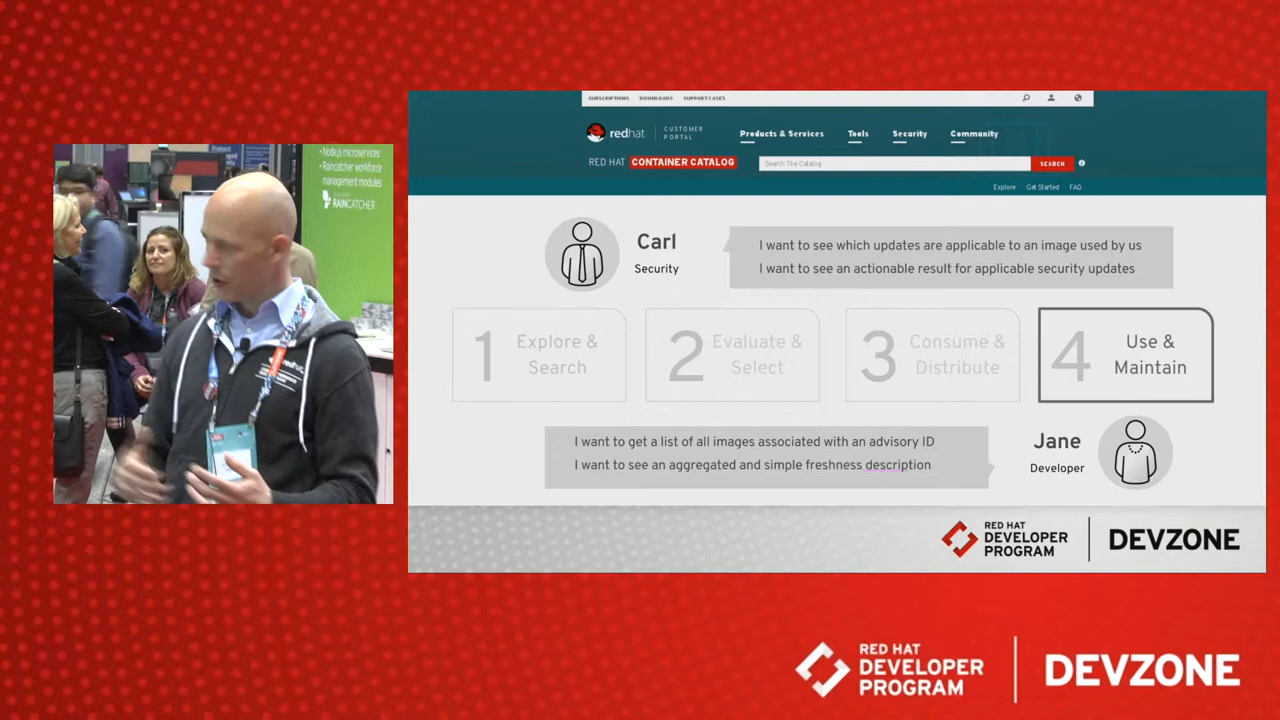 Protect
aged
• Node.js microservices
• Raincatcher workforce
management modules
RAINCATCHER
redhat
SUBSCRIPTIONS DOWNLOADS SUPPORT CASES
redhat CUSTOMER PORTAL
Products & Services Tools Security Community
RED HAT CONTAINER CATALOG
Search The Catalog
SEARCH
Explore Get Started FAQ
Carl
Security
I want to see which updates are applicable to an image used by us
I want to see an actionable result for applicable security updates
1 Explore &
Search
2 Evaluate &
Select
3 Consume &
Distribute
4 Use &
Maintain
I want to get a list of all images associated with an advisory ID
I want to see an aggregated and simple freshness description
Jane
Developer
RED HAT
DEVELOPER
PROGRAM
DEVZONE
RED HAT
DEVELOPER
PROGRAM
DEVZONE